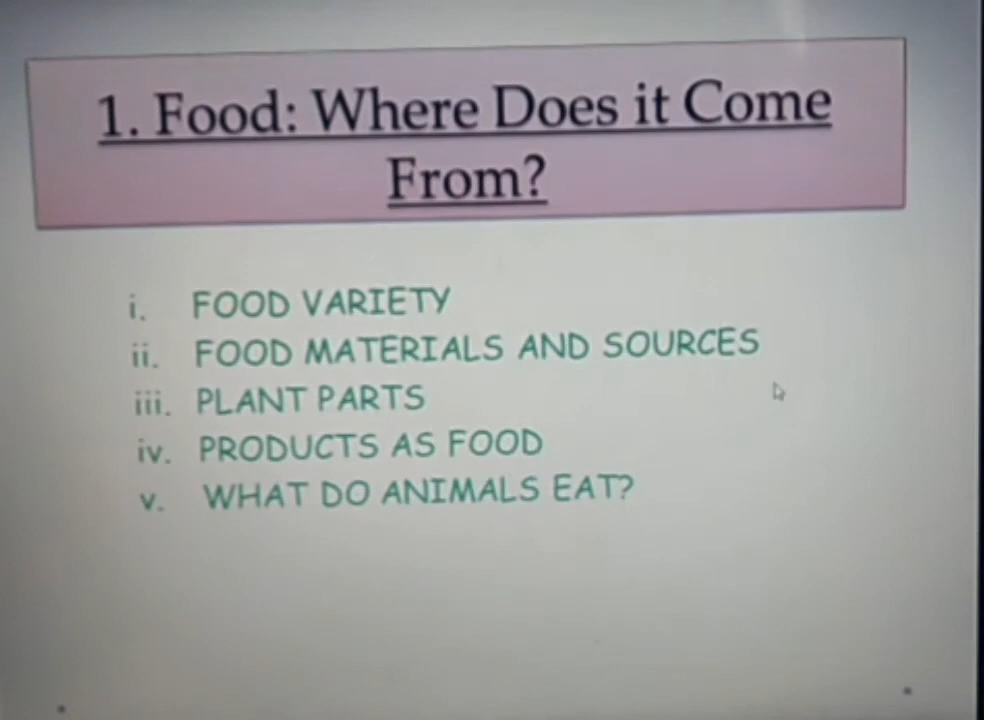 1. Food: Where Does it Come
From?
i. FOOD VARIETY
ii. FOOD MATERIALS AND SOURCES
iii. PLANT PARTS
iv. PRODUCTS AS FOOD
v. WHAT DO ANIMALS EAT?